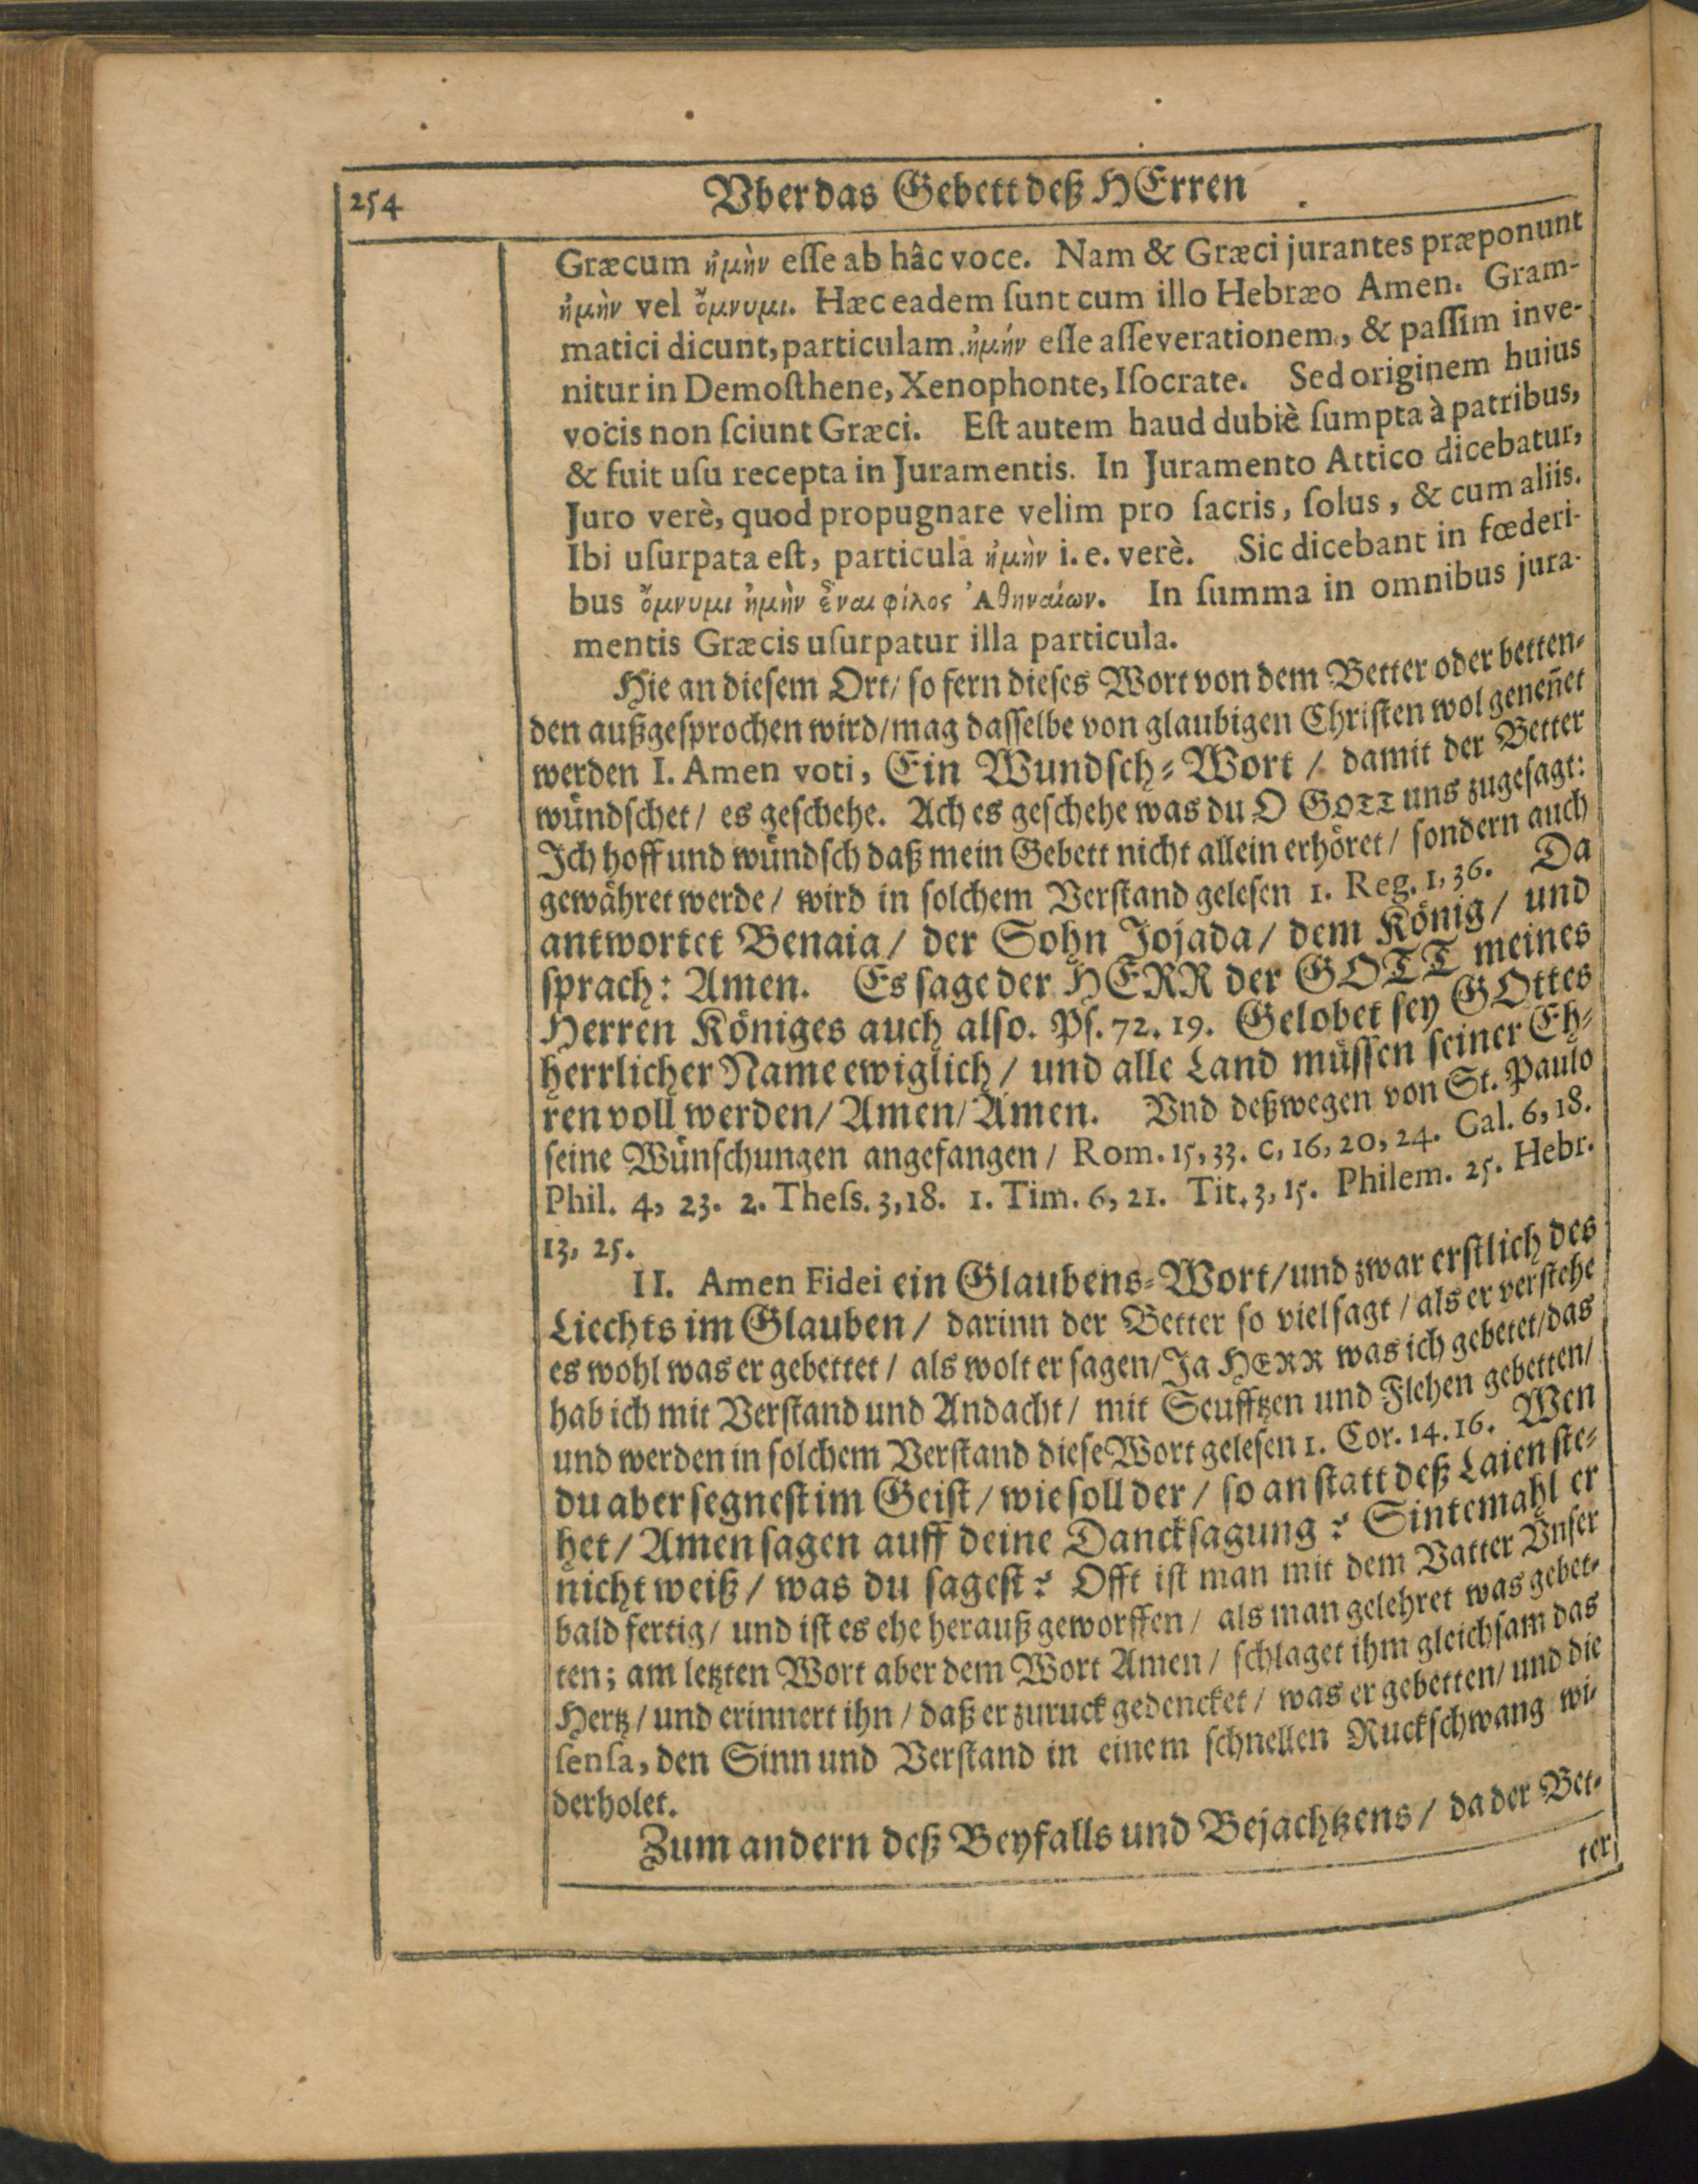 254 Vber das Gebett deß HErren
Græcum ἠμὴν eſſe ab hâc voce. Nam & Græci jurantes præponunt
ἠμὴν vel ὄμνυμι. Hæc eadem ſunt cum illo Hebræo Amen. Gram-
matici dicunt, particulam ἠμήν eſſe aſſeverationem, & paſſim inve-
nitur in Demoſthene, Xenophonte, Iſocrate. Sed originem huius
vocis non ſciunt Græci. Eſt autem haud dubiè ſumpta à patribus,
& fuit uſu recepta in Juramentis. In Juramento Attico dicebatur,
Juro verè, quod propugnare velim pro ſacris, ſolus, & cum aliis.
Ibi uſurpata eſt, particula ἠμὴν i. e. verè. Sic dicebant in fœderi-
bus ὄμνυμι ἠμὴν ἔναι φίλος Ἀθηναίων. In ſumma in omnibus jura-
mentis Græcis uſurpatur illa particula.
Hie an dieſem Ort/ ſo fern dieſes Wort von dem Better oder betten-
den außgeſprochen wird/ mag daſſelbe von glaubigen Chriſten wol geneñet
werden I. Amen voti, Ein Wundſch-Wort / damit der Better
wündſchet/ es geſchehe. Ach es geſchehe was du O GOTT uns zugeſagt:
Ich hoff und wündſch daß mein Gebett nicht allein erhöret/ ſondern auch
gewähret werde/ wird in ſolchem Verſtand geleſen 1. Reg. 1, 36. Da
antwortet Benaia/ der Sohn Jojada/ dem König/ und
ſprach: Amen. Es ſage der HERR der GOTT meines
Herren Königes auch alſo. Pſ. 72. 19. Gelobet ſey GOttes
herrlicher Name ewiglich/ und alle Land müſſen ſeiner Eh-
ren voll werden/ Amen/ Amen. Vnd deßwegen von St. Paulo
ſeine Wünſchungen angefangen/ Rom. 15, 33. c, 16, 20, 24. Gal. 6, 18.
Phil. 4, 23. 2. Theſs. 3, 18. 1. Tim. 6, 21. Tit. 3, 15. Philem. 25. Hebr.
13, 25.
II. Amen Fidei ein Glaubens-Wort/ und zwar erſtlich des
Liechts im Glauben/ darinn der Better ſo viel ſagt/ als er verſtehe
es wohl was er gebettet/ als wolt er ſagen/ Ja HERR was ich gebetet/ das
hab ich mit Verſtand und Andacht/ mit Seufftzen und Flehen gebetten/
und werden in ſolchem Verſtand dieſe Wort geleſen 1. Cor. 14. 16. Wen
du aber ſegneſt im Geiſt/ wie ſoll der/ ſo an ſtatt deß Laien ſte-
het/ Amen ſagen auff deine Danckſagung? Sintemahl er
nicht weiß/ was du ſageſt? Offt iſt man mit dem Vatter Vnſer
bald fertig/ und iſt es ehe herauß geworffen/ als man gelehret was gebet-
ten; am letzten Wort aber dem Wort Amen/ ſchlaget ihm gleichſam das
Hertz/ und erinnert ihn/ daß er zuruck gedencket/ was er gebetten/ und die
ſenſa, den Sinn und Verſtand in einem ſchnellen Ruckſchwang wi-
derholet.
Zum andern deß Beyfalls und Bejachtzens/ da der Bet-
ter